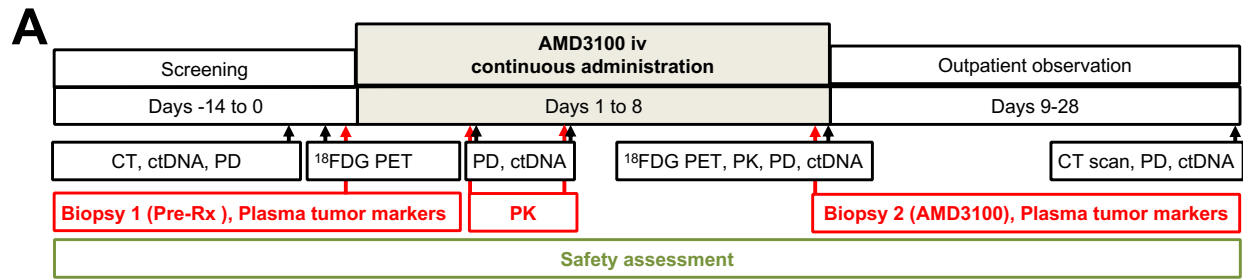 A
AMD3100 iv
continuous administration
Screening
Outpatient observation
Days -14 to 0
Days 1 to 8
Days 9-28
CT, ctDNA, PD
¹⁸FDG PET
PD, ctDNA
¹⁸FDG PET, PK, PD, ctDNA
CT scan, PD, ctDNA
Biopsy 1 (Pre-Rx ), Plasma tumor markers
PK
Biopsy 2 (AMD3100), Plasma tumor markers
Safety assessment